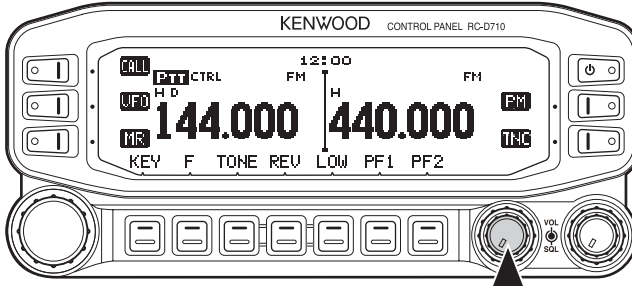 KENWOOD CONTROL PANEL RC-D710
CALL 12:00
PTT CTRL FM FM
VFO H D H PM
MR 144.000 440.000 TNC
KEY F TONE REV LOW PF1 PF2
VOL
SQL